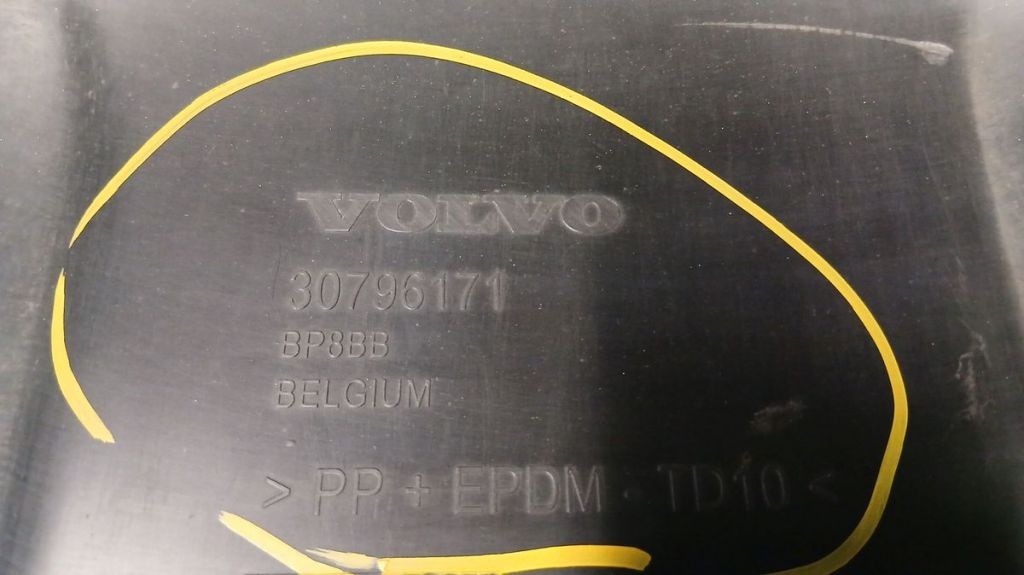 VOLVO
30796171
BP8BB
BELGIUM
> PP + EPDM - TD10 <